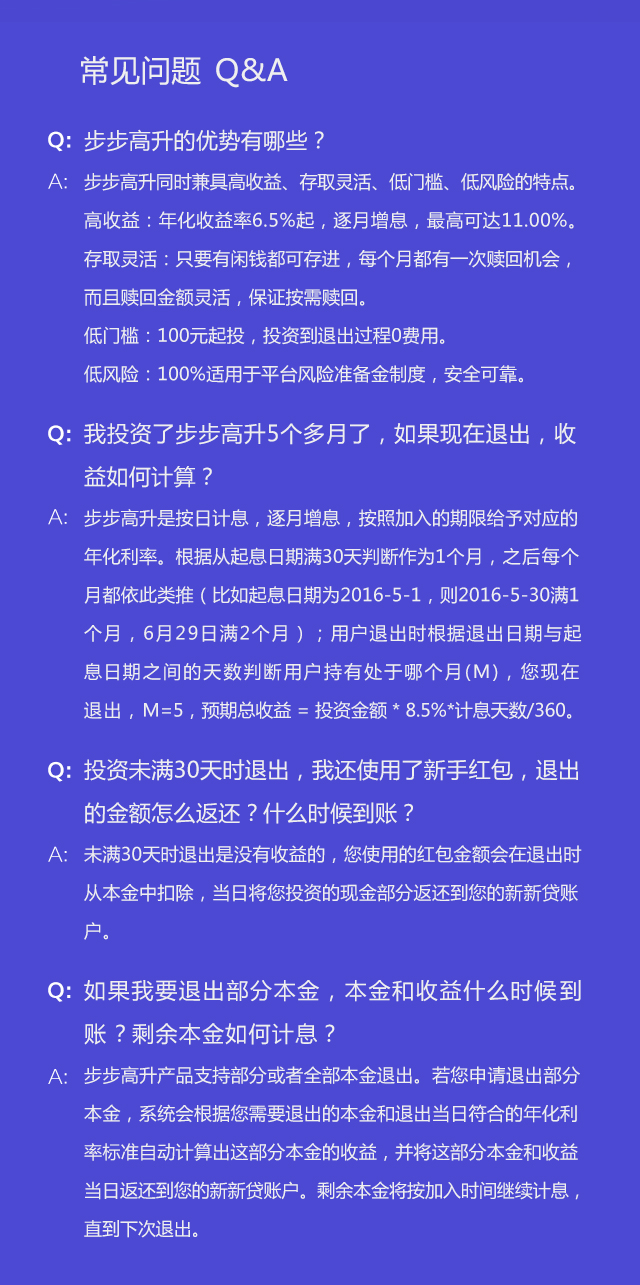 常见问题 Q&A
Q: 步步高升的优势有哪些？
A: 步步高升同时兼具高收益、存取灵活、低门槛、低风险的特点。
高收益：年化收益率6.5%起，逐月增息，最高可达11.00%。
存取灵活：只要有闲钱都可存进，每个月都有一次赎回机会，
而且赎回金额灵活，保证按需赎回。
低门槛：100元起投，投资到退出过程0费用。
低风险：100%适用于平台风险准备金制度，安全可靠。
Q: 我投资了步步高升5个多月了，如果现在退出，收
益如何计算？
A: 步步高升是按日计息，逐月增息，按照加入的期限给予对应的
年化利率。根据从起息日期满30天判断作为1个月，之后每个
月都依此类推（比如起息日期为2016-5-1，则2016-5-30满1
个月，6月29日满2个月）；用户退出时根据退出日期与起
息日期之间的天数判断用户持有处于哪个月(M)，您现在
退出，M=5，预期总收益 = 投资金额 * 8.5%*计息天数/360。
Q: 投资未满30天时退出，我还使用了新手红包，退出
的金额怎么返还？什么时候到账？
A: 未满30天时退出是没有收益的，您使用的红包金额会在退出时
从本金中扣除，当日将您投资的现金部分返还到您的新新贷账
户。
Q: 如果我要退出部分本金，本金和收益什么时候到
账？剩余本金如何计息？
A: 步步高升产品支持部分或者全部本金退出。若您申请退出部分
本金，系统会根据您需要退出的本金和退出当日符合的年化利
率标准自动计算出这部分本金的收益，并将这部分本金和收益
当日返还到您的新新贷账户。剩余本金将按加入时间继续计息，
直到下次退出。